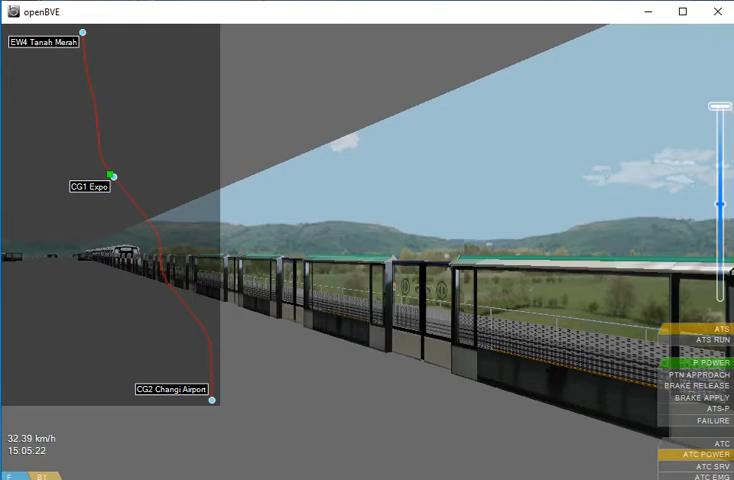 openBVE
EW4 Tanah Merah
CG1 Expo
CG2 Changi Airport
32.39 km/h
15:05:22
F B1
ATS
ATS RUN
P POWER
PTN APPROACH
BRAKE RELEASE
BRAKE APPLY
ATS-P
FAILURE
ATC
ATC POWER
ATC SRV
ATC EMG